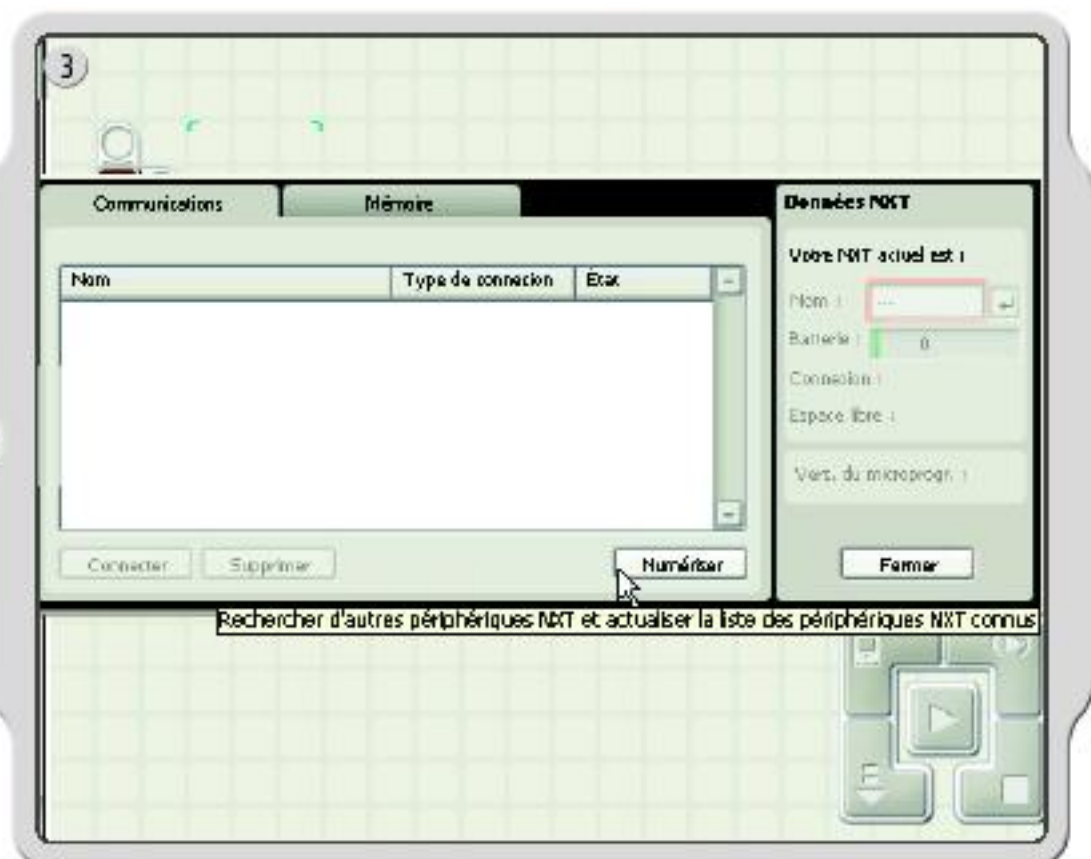 3
Communications
Mémoire
Nom
Type de connexion
État
Connecter
Supprimer
Numériser
Données NXT
Votre NXT actuel est :
Nom :
---
Batterie :
0
Connexion :
Espace libre :
Vers. du microprogr. :
Fermer
Rechercher d'autres périphériques NXT et actualiser la liste des périphériques NXT connus